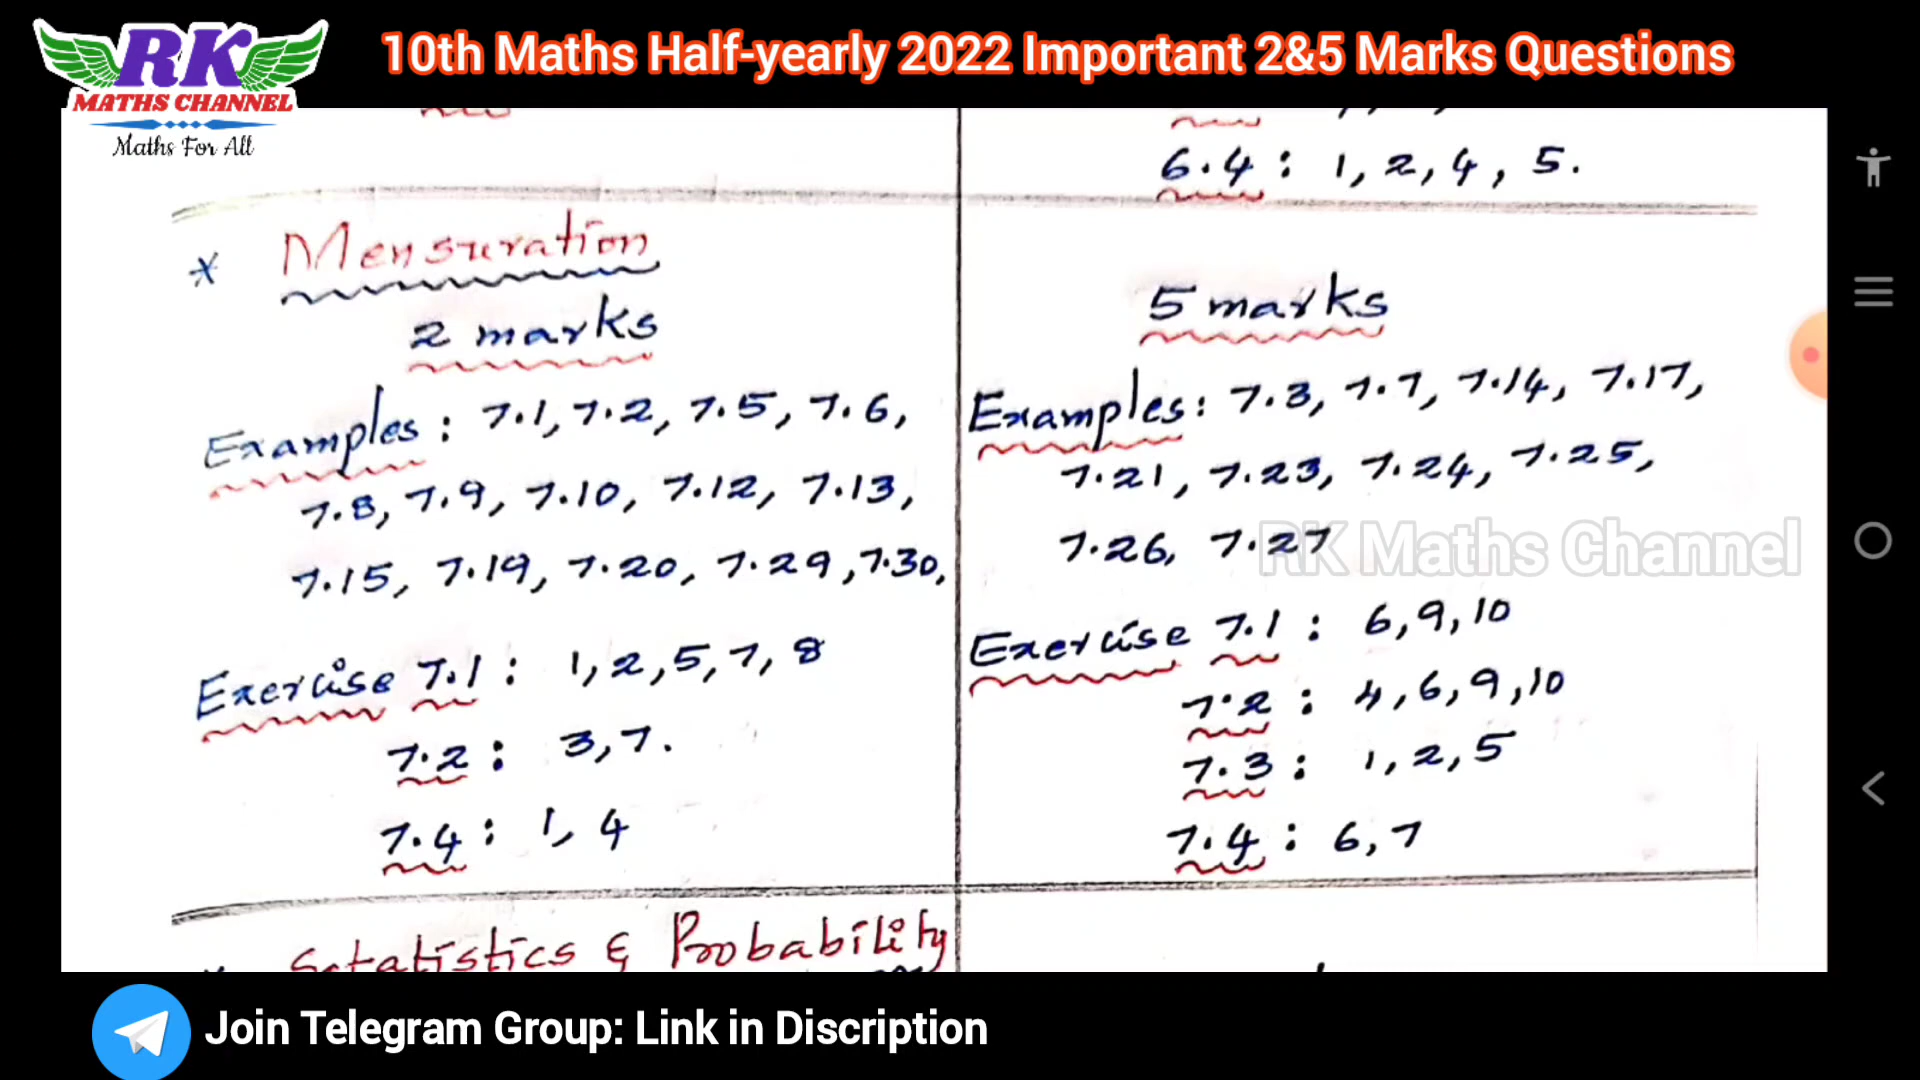 RK
MATHS CHANNEL
Maths For All
10th Maths Half-yearly 2022 Important 2&5 Marks Questions
6.4 : 1, 2, 4, 5.
* Mensuration
2 marks
Examples : 7.1, 7.2, 7.5, 7.6,
7.8, 7.9, 7.10, 7.12, 7.13,
7.15, 7.19, 7.20, 7.29, 7.30,
Exercise 7.1 : 1, 2, 5, 7, 8
7.2 : 3, 7.
7.4 : 1, 4
5 marks
Examples : 7.3, 7.7, 7.14, 7.17,
7.21, 7.23, 7.24, 7.25,
7.26, 7.27
RK Maths Channel
Exercise 7.1 : 6, 9, 10
7.2 : 4, 6, 9, 10
7.3 : 1, 2, 5
7.4 : 6, 7
Statistics & Probability
Join Telegram Group: Link in Discription